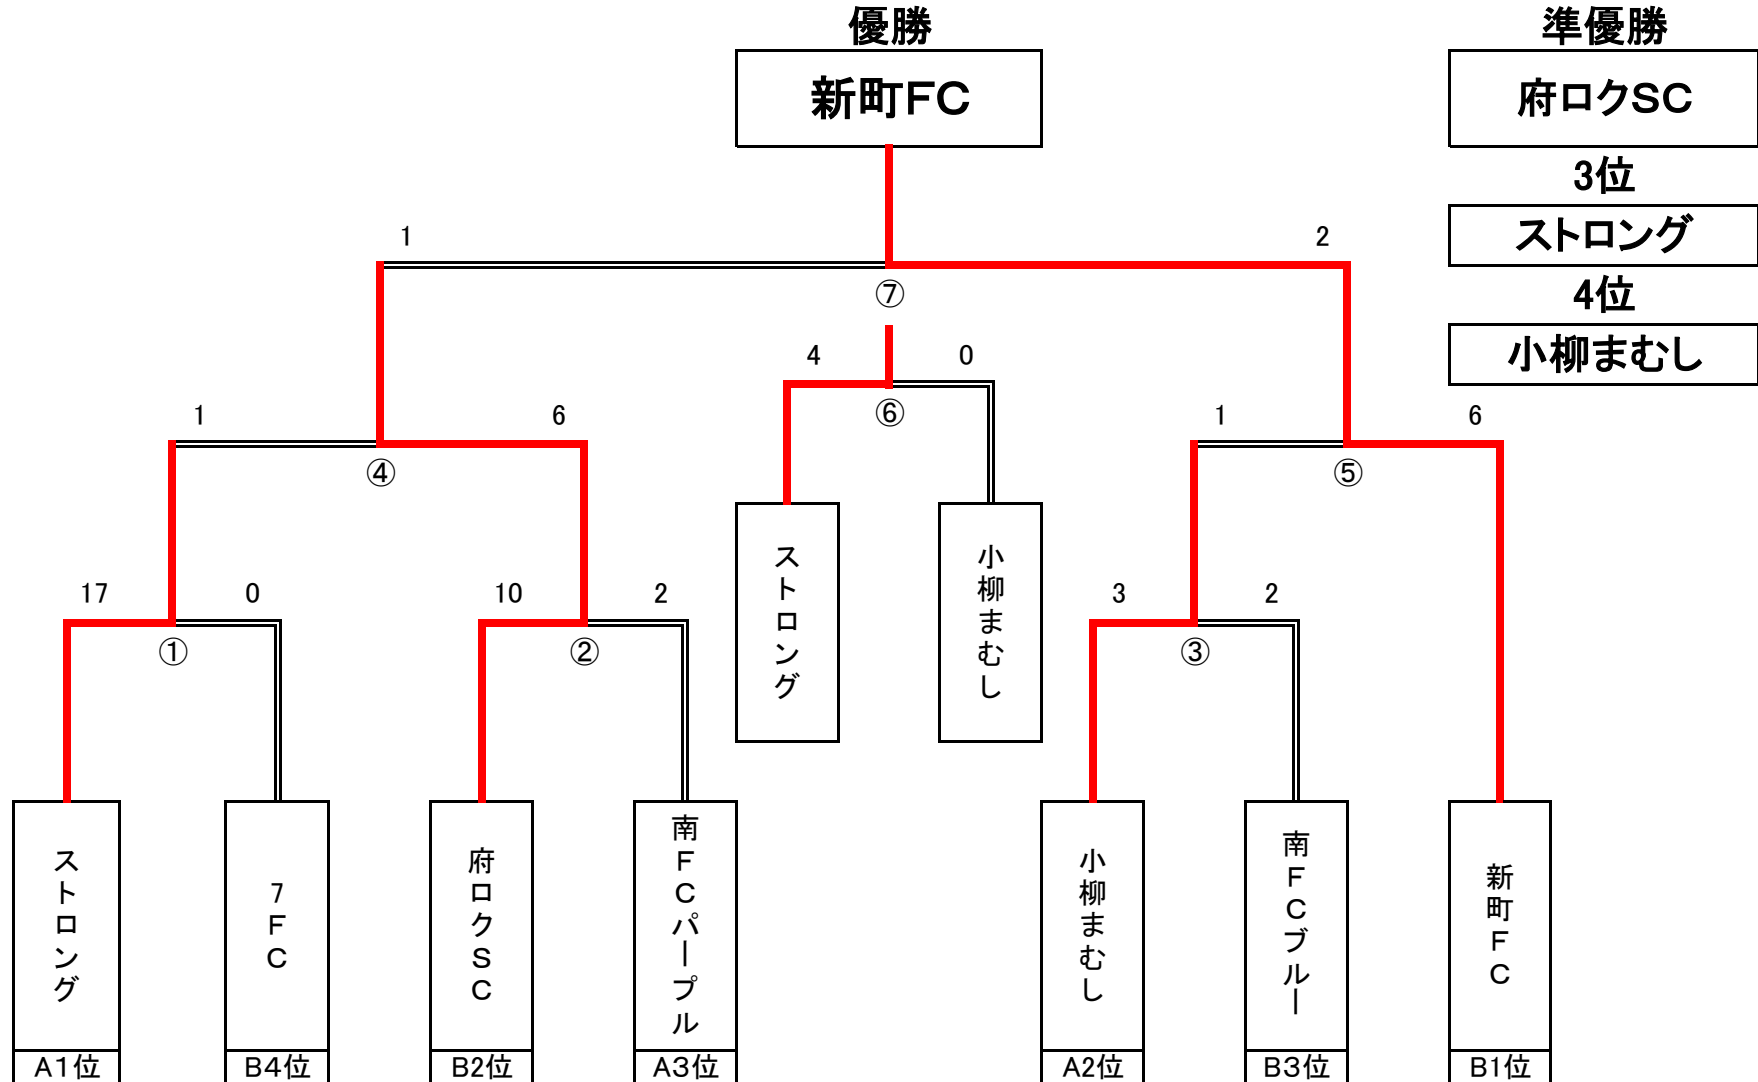 優勝
準優勝
新町FC
府ロクSC
3位
ストロング
4位
小柳まむし
1
2
⑦
4
0
⑥
1
6
④
1
6
⑤
17
0
①
10
2
②
3
2
③
ストロング
小柳まむし
ストロング
7FC
府ロクSC
南FCパープル
小柳まむし
南FCブルー
新町FC
A1位
B4位
B2位
A3位
A2位
B3位
B1位